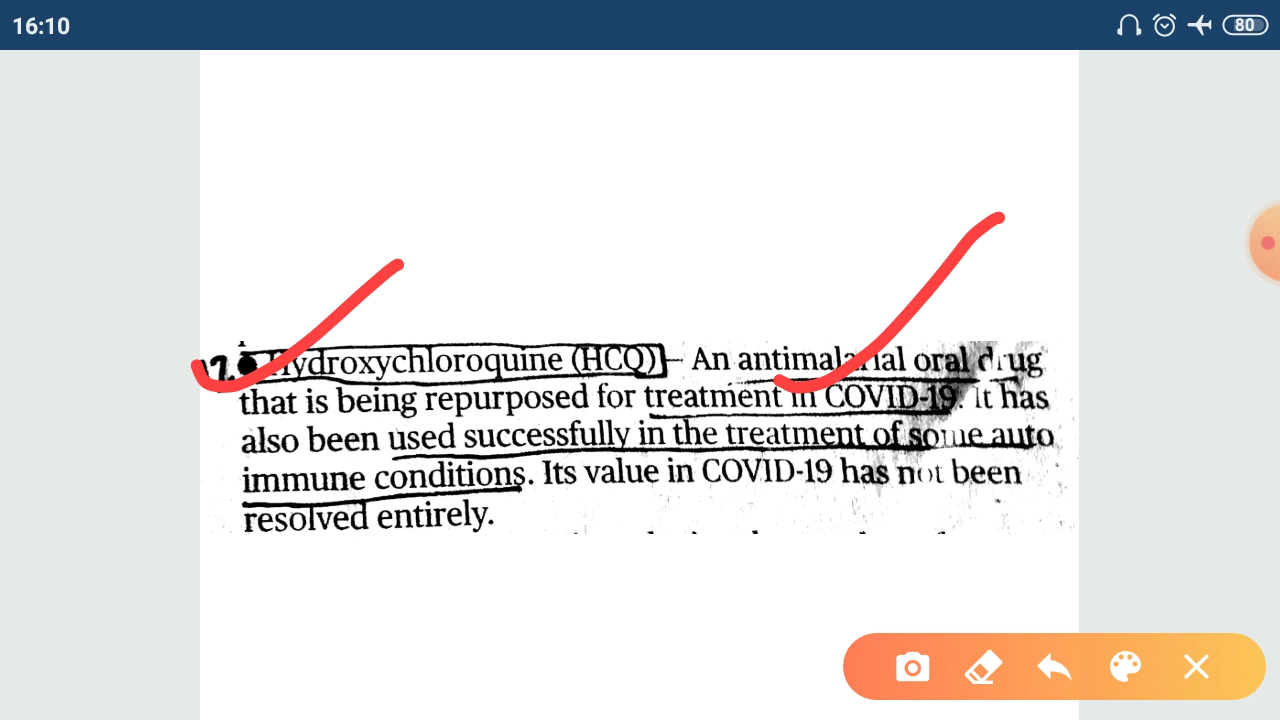 16:10
80
17. Hydroxychloroquine (HCQ) – An antimalarial oral drug
that is being repurposed for treatment in COVID-19. It has
also been used successfully in the treatment of some auto
immune conditions. Its value in COVID-19 has not been
resolved entirely.